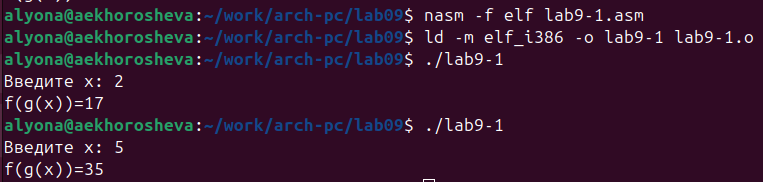 alyona@aekhorosheva:~/work/arch-pc/lab09$ nasm -f elf lab9-1.asm
alyona@aekhorosheva:~/work/arch-pc/lab09$ ld -m elf_i386 -o lab9-1 lab9-1.o
alyona@aekhorosheva:~/work/arch-pc/lab09$ ./lab9-1
Введите x: 2
f(g(x))=17
alyona@aekhorosheva:~/work/arch-pc/lab09$ ./lab9-1
Введите x: 5
f(g(x))=35